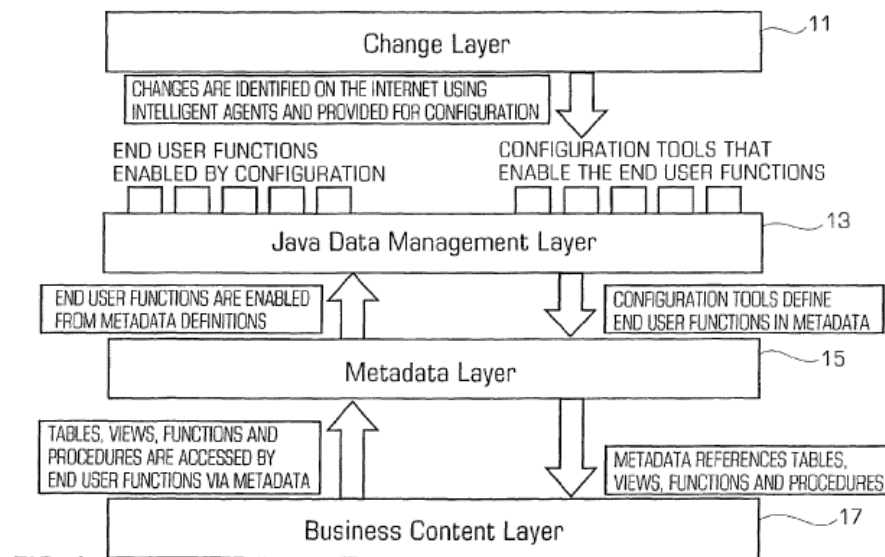 Change Layer
11
CHANGES ARE IDENTIFIED ON THE INTERNET USING
INTELLIGENT AGENTS AND PROVIDED FOR CONFIGURATION
END USER FUNCTIONS
ENABLED BY CONFIGURATION
CONFIGURATION TOOLS THAT
ENABLE THE END USER FUNCTIONS
Java Data Management Layer
13
END USER FUNCTIONS ARE ENABLED
FROM METADATA DEFINITIONS
CONFIGURATION TOOLS DEFINE
END USER FUNCTIONS IN METADATA
Metadata Layer
15
TABLES, VIEWS, FUNCTIONS AND
PROCEDURES ARE ACCESSED BY
END USER FUNCTIONS VIA METADATA
METADATA REFERENCES TABLES,
VIEWS, FUNCTIONS AND PROCEDURES
Business Content Layer
17